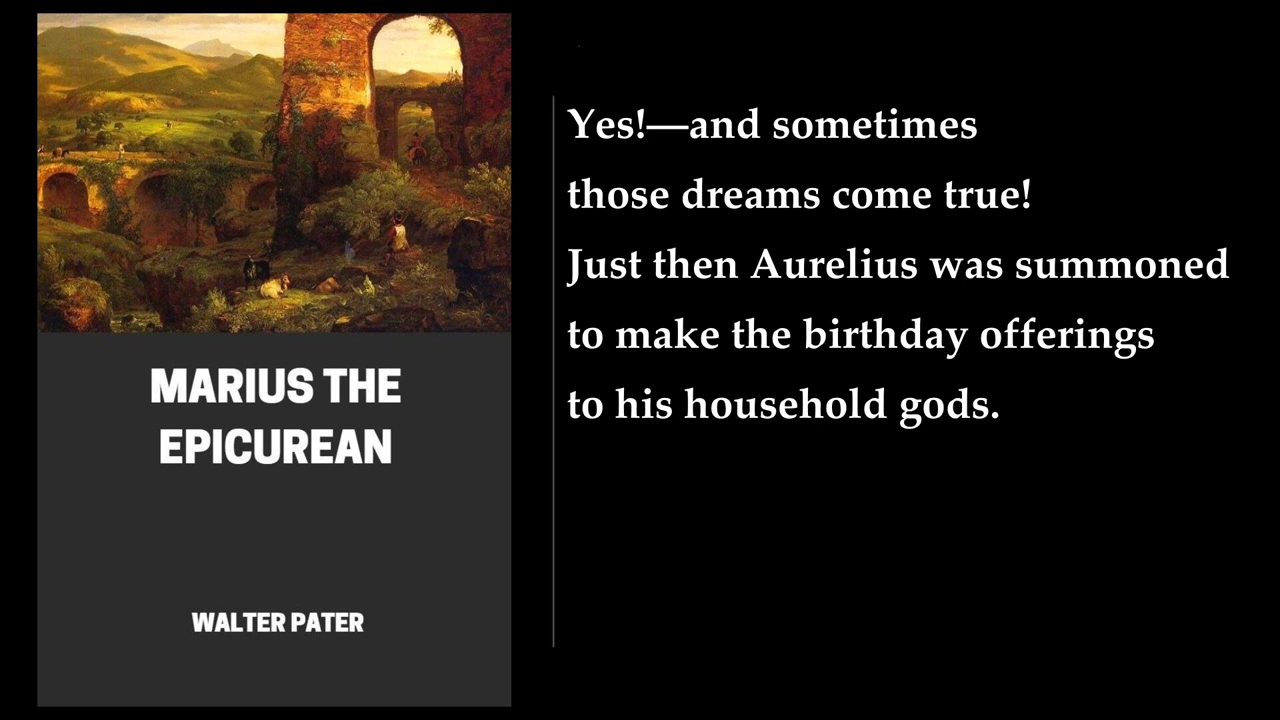 MARIUS THE
EPICUREAN
WALTER PATER
Yes!—and sometimes
those dreams come true!
Just then Aurelius was summoned
to make the birthday offerings
to his household gods.